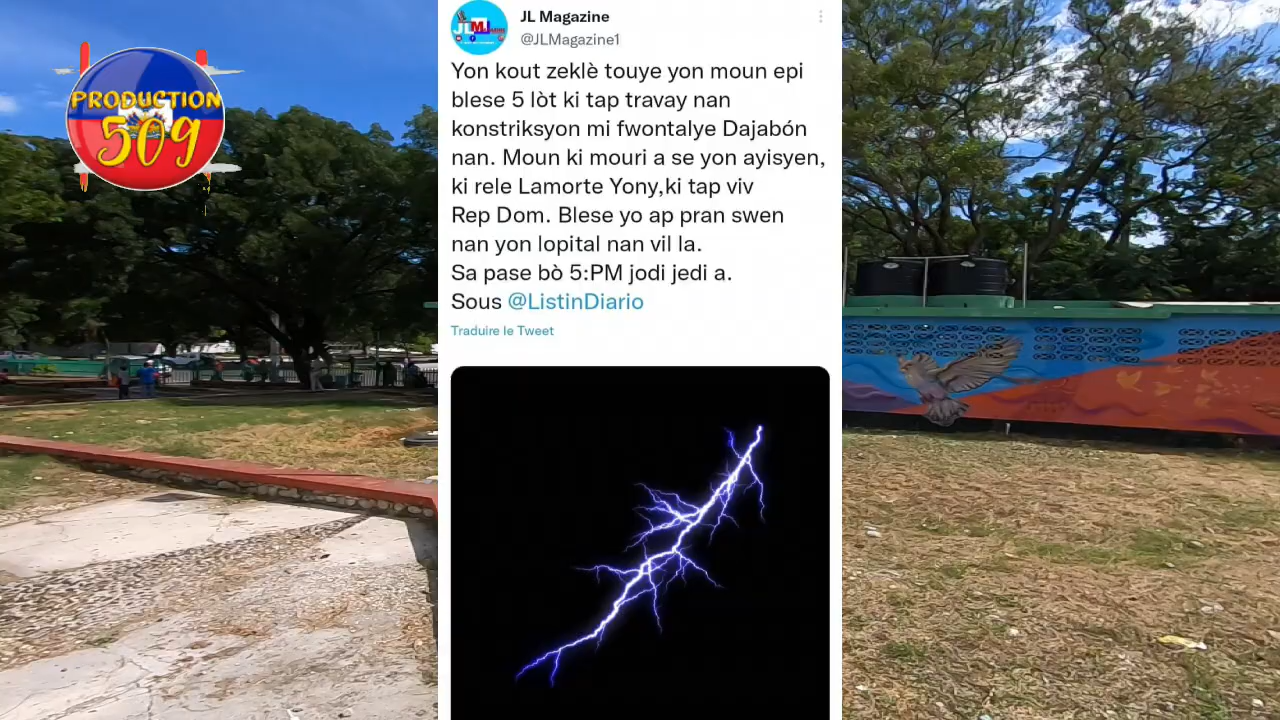 PRODUCTION
509
JL Magazine
@JLMagazine1
Yon kout zeklè touye yon moun epi
blese 5 lòt ki tap travay nan
konstriksyon mi fwontalye Dajabón
nan. Moun ki mouri a se yon ayisyen,
ki rele Lamorte Yony,ki tap viv
Rep Dom. Blese yo ap pran swen
nan yon lopital nan vil la.
Sa pase bò 5:PM jodi jedi a.
Sous @ListinDiario
Traduire le Tweet